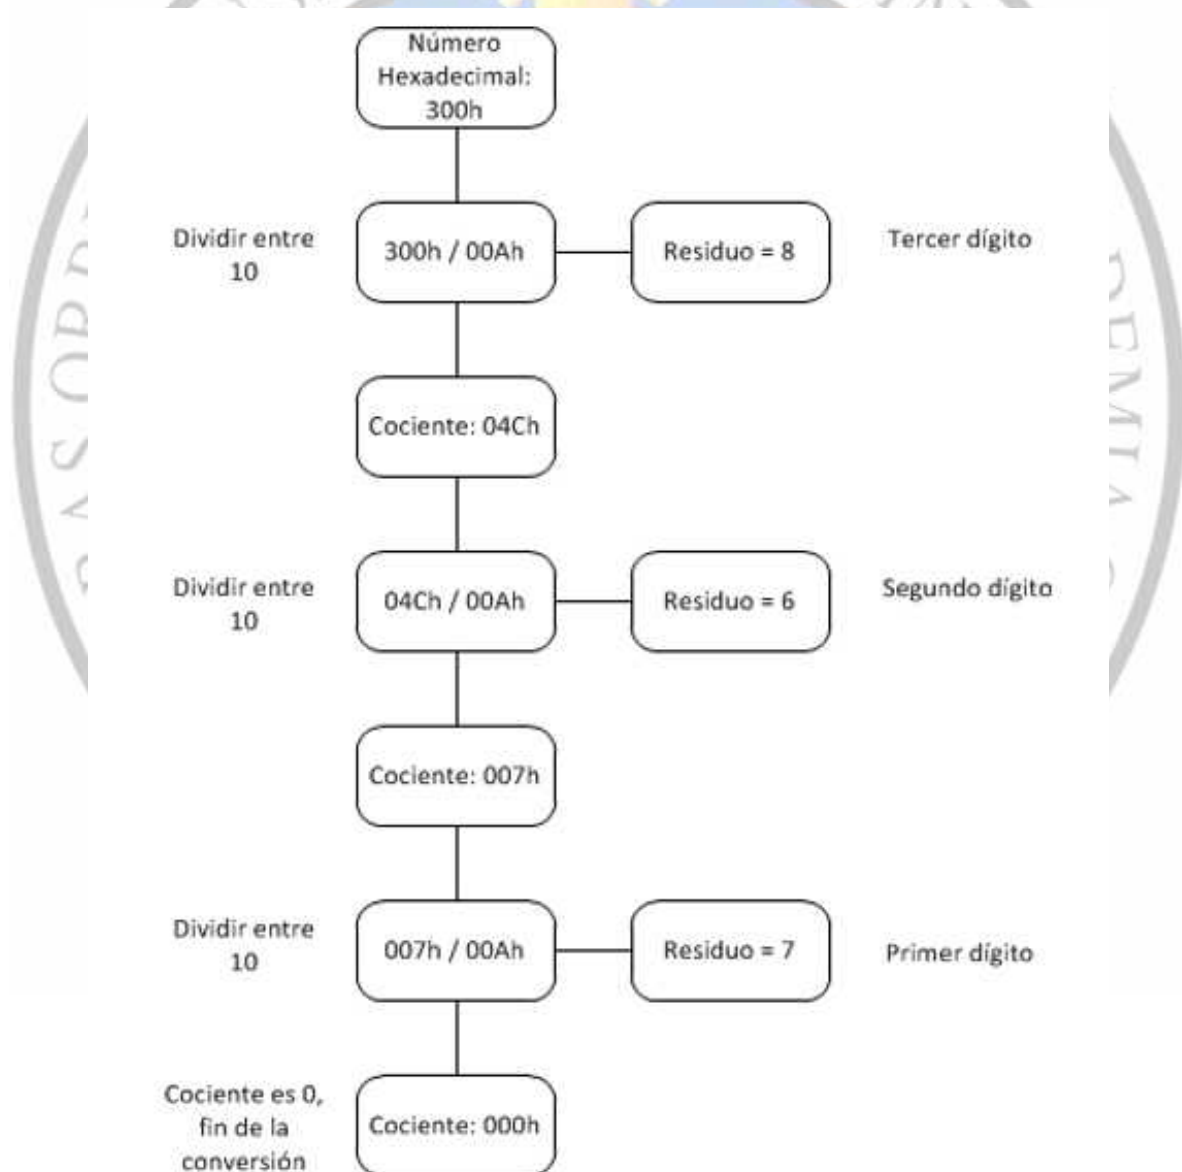 Número
Hexadecimal:
300h
Dividir entre
10
300h / 00Ah
Residuo = 8
Tercer dígito
Cociente: 04Ch
Dividir entre
10
04Ch / 00Ah
Residuo = 6
Segundo dígito
Cociente: 007h
Dividir entre
10
007h / 00Ah
Residuo = 7
Primer dígito
Cociente es 0,
fin de la
conversión
Cociente: 000h